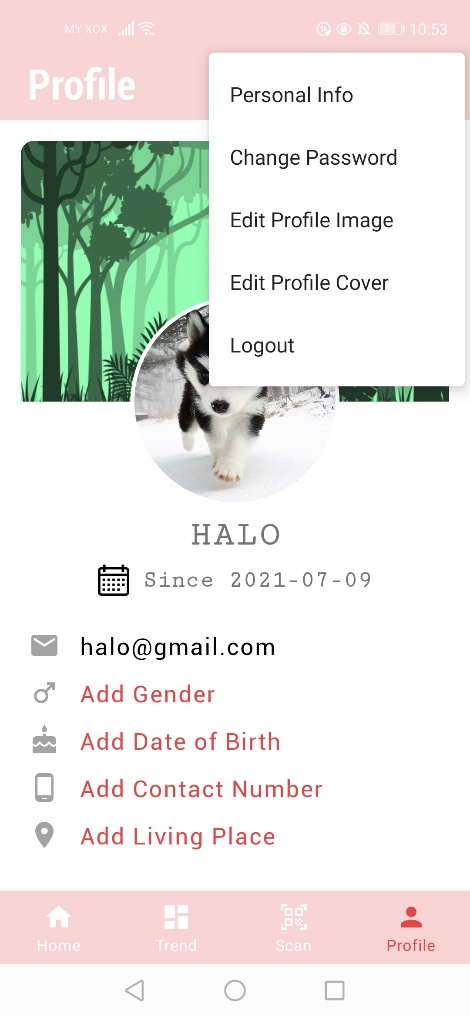 MY XOX 71 10:53
Profile
Personal Info
Change Password
Edit Profile Image
Edit Profile Cover
Logout
HALO
Since 2021-07-09
halo@gmail.com
Add Gender
Add Date of Birth
Add Contact Number
Add Living Place
Home Trend Scan Profile